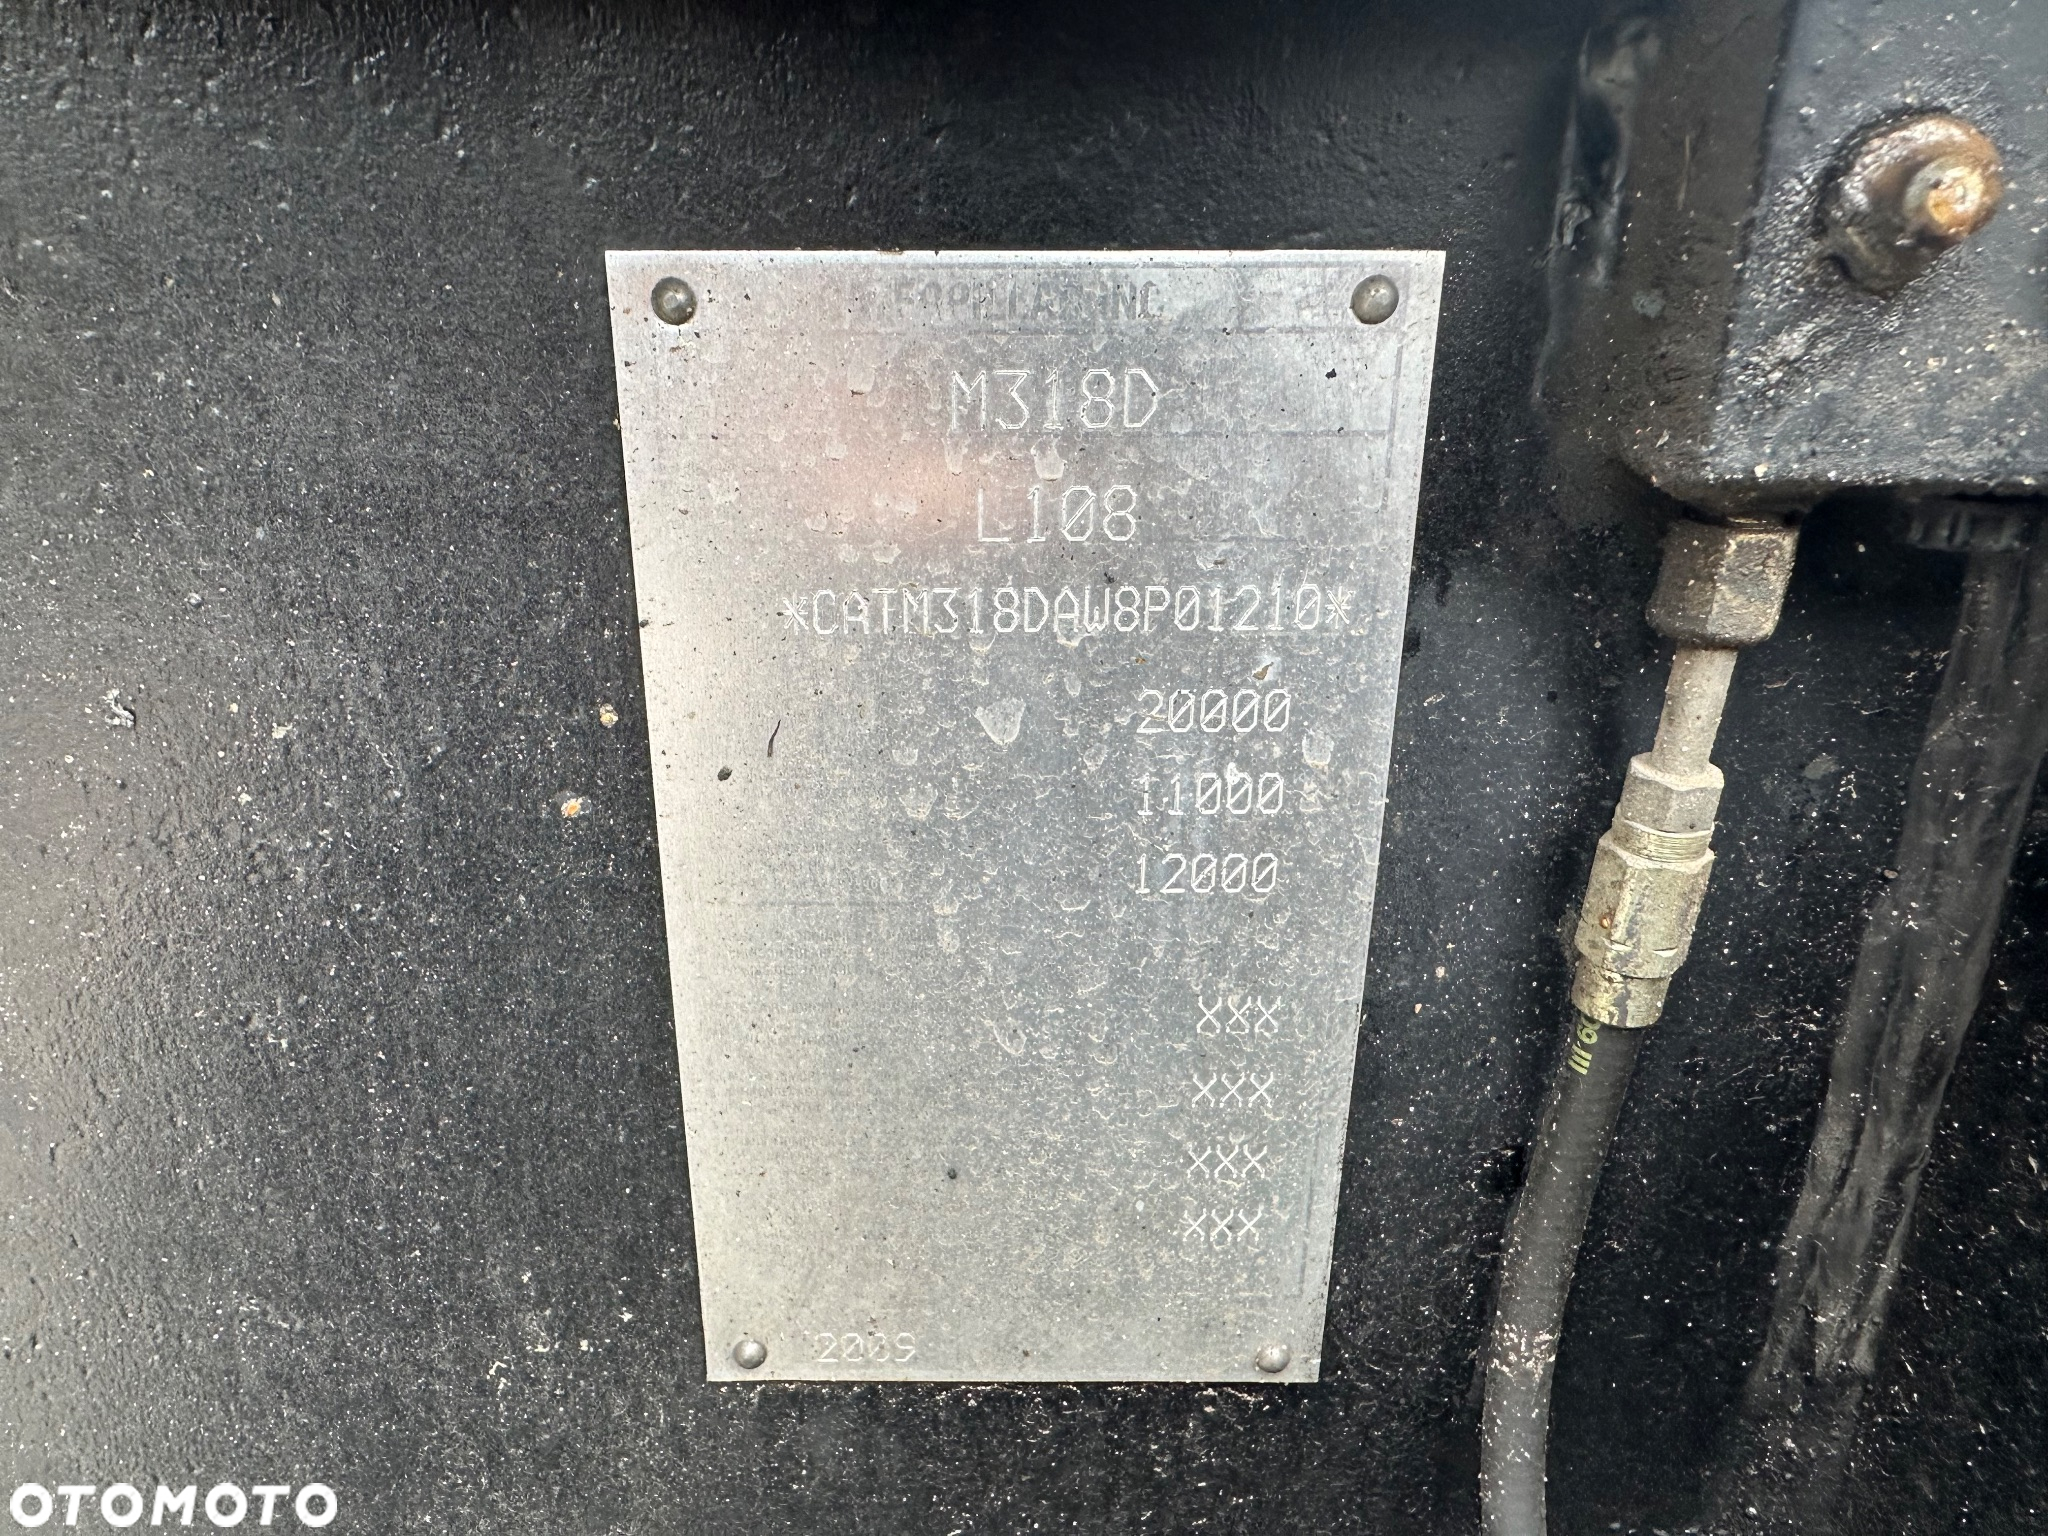 M318D
L108
*CATM318DAW8P01210*
20000
11000
12000
XXX
XXX
XXX
XXX
2009
OTOMOTO